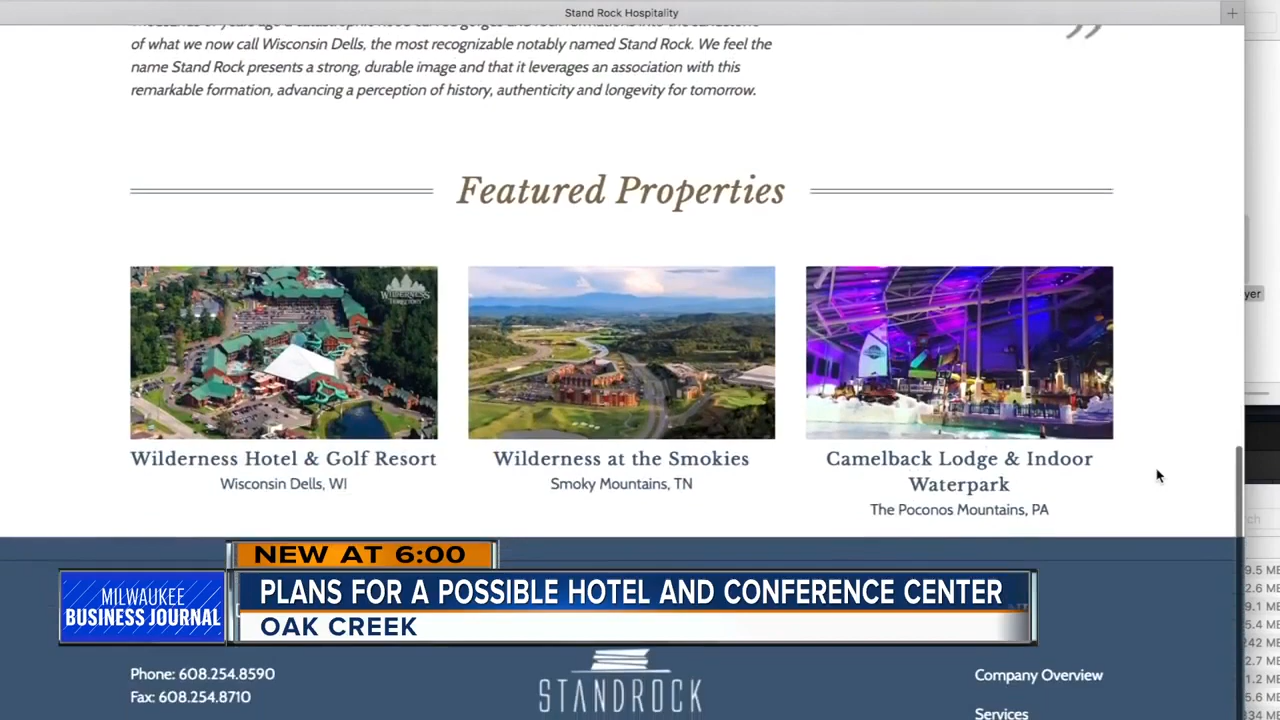 Stand Rock Hospitality
of what we now call Wisconsin Dells, the most recognizable notably named Stand Rock. We feel the
name Stand Rock presents a strong, durable image and that it leverages an association with this
remarkable formation, advancing a perception of history, authenticity and longevity for tomorrow.
”
Featured Properties
WILDERNESS
TERRITORY
Wilderness Hotel & Golf Resort
Wisconsin Dells, WI
Wilderness at the Smokies
Smoky Mountains, TN
Camelback Lodge & Indoor
Waterpark
The Poconos Mountains, PA
NEW AT 6:00
MILWAUKEE
BUSINESS JOURNAL
PLANS FOR A POSSIBLE HOTEL AND CONFERENCE CENTER
OAK CREEK
Phone: 608.254.8590
Fax: 608.254.8710
STANDROCK
Company Overview
Services